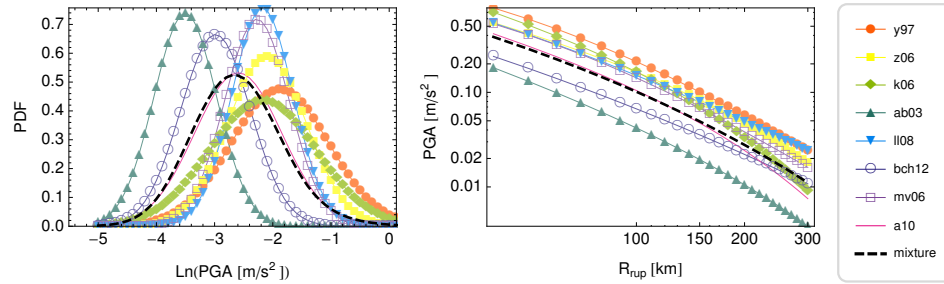 PDF
0.7
0.6
0.5
0.4
0.3
0.2
0.1
0.0
−5 −4 −3 −2 −1 0
Ln(PGA [m/s²])
PGA [m/s²]
0.50
0.20
0.10
0.05
0.02
0.01
100 150 200 300
R_rup [km]
y97
z06
k06
ab03
ll08
bch12
mv06
a10
mixture